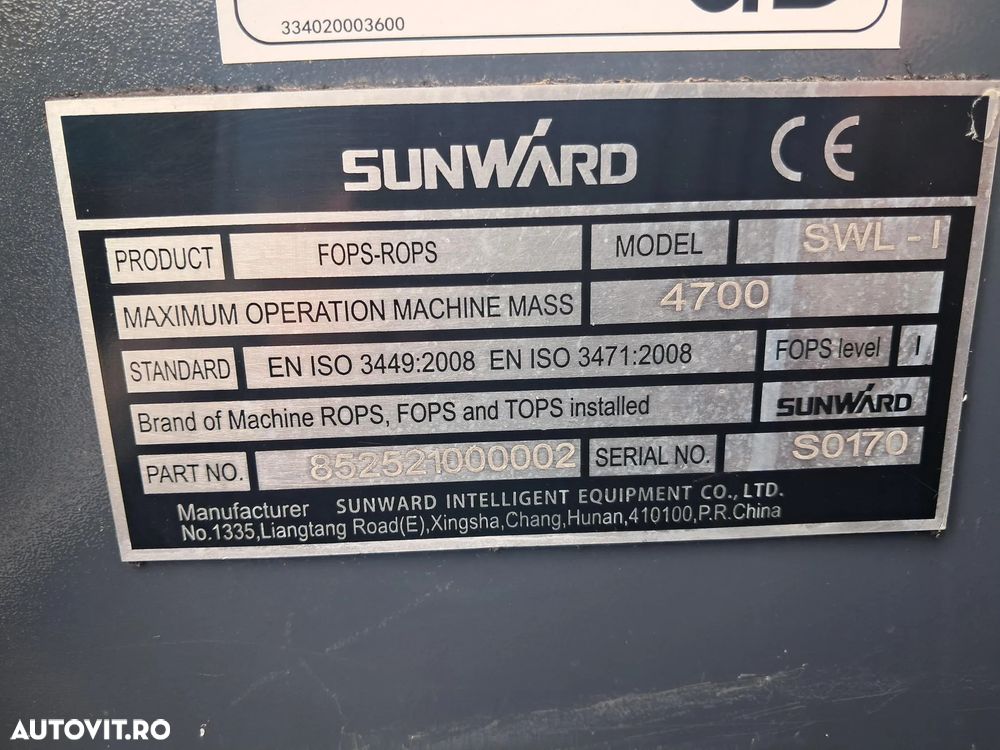 334020003600
SUNWARD CE
PRODUCT FOPS-ROPS MODEL SWL - I
MAXIMUM OPERATION MACHINE MASS 4700
STANDARD EN ISO 3449:2008 EN ISO 3471:2008 FOPS level I
Brand of Machine ROPS, FOPS and TOPS installed SUNWARD
PART NO. 852521000002 SERIAL NO. S0170
Manufacturer SUNWARD INTELLIGENT EQUIPMENT CO., LTD.
No.1335,Liangtang Road(E),Xingsha,Chang,Hunan,410100,P.R.China
AUTOVIT.RO